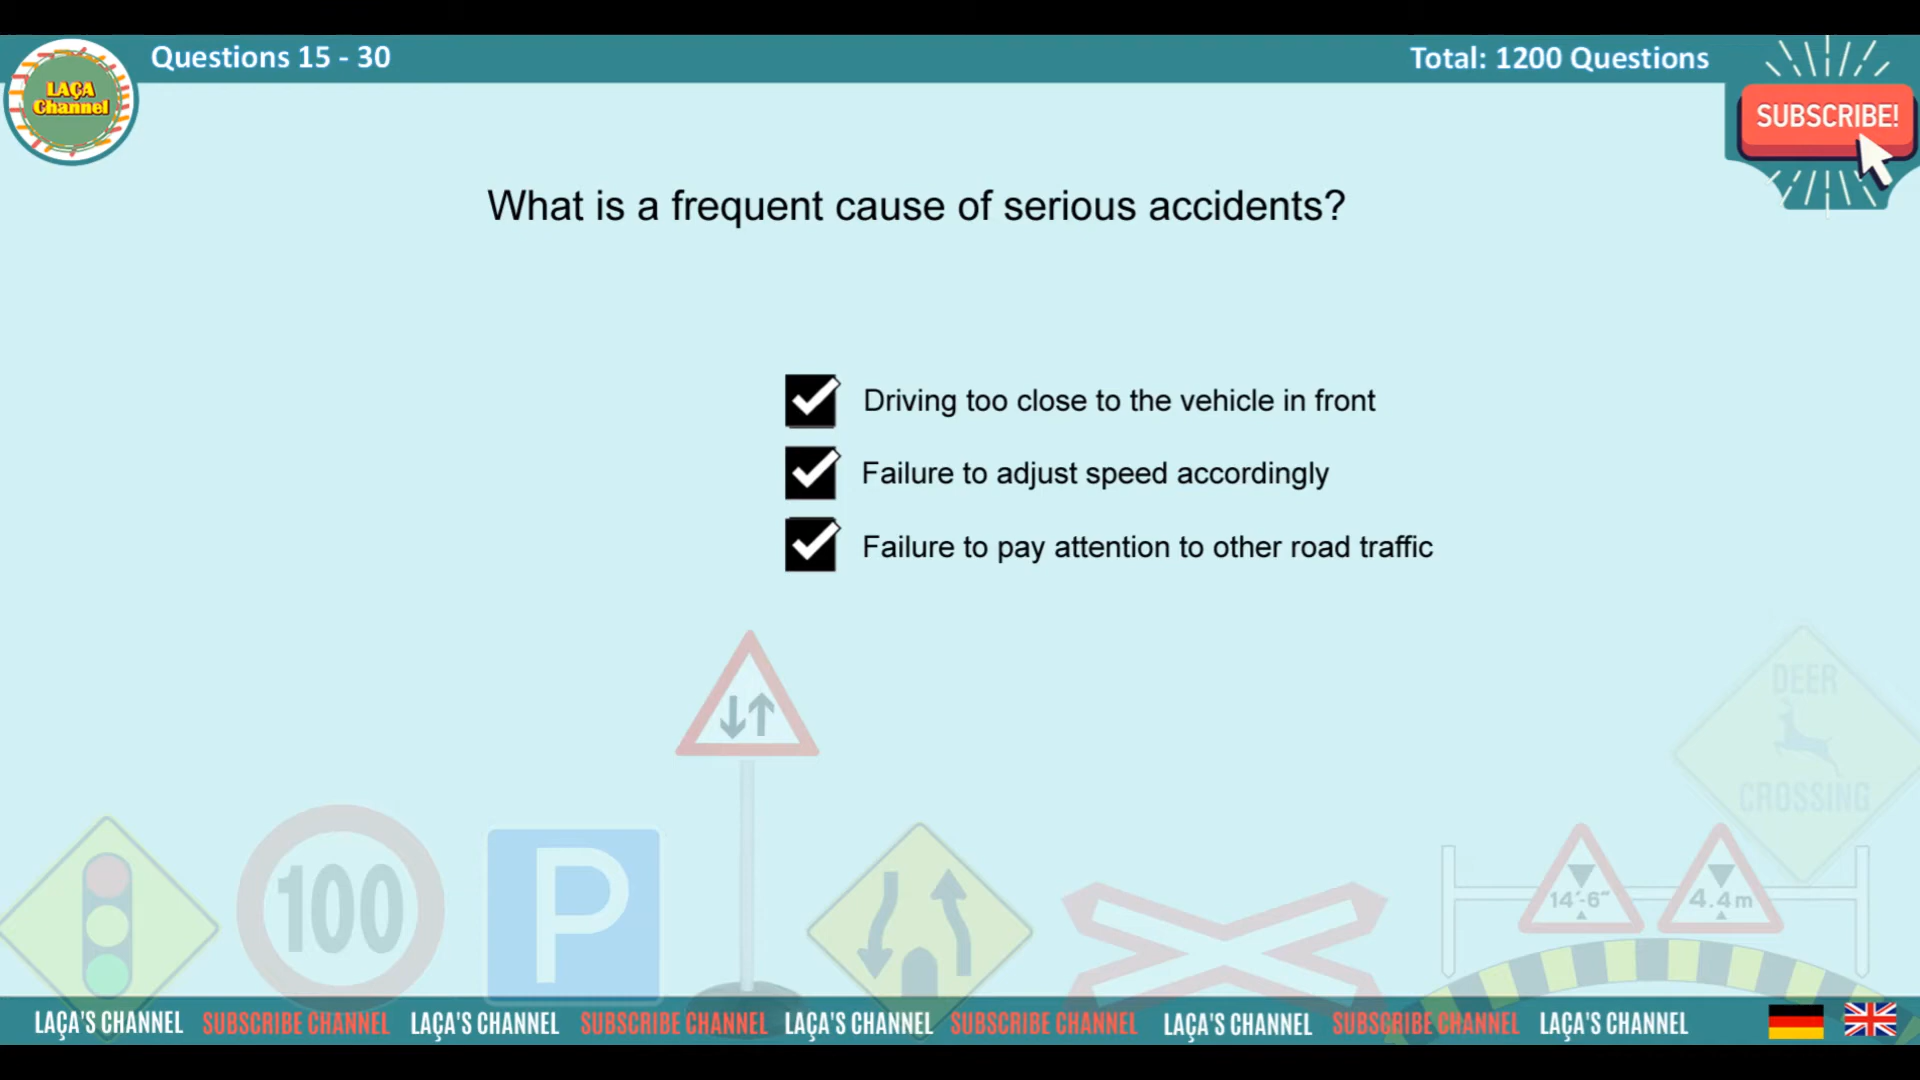 Questions 15 - 30
Total: 1200 Questions
LAÇA
Channel
SUBSCRIBE!
What is a frequent cause of serious accidents?
Driving too close to the vehicle in front
Failure to adjust speed accordingly
Failure to pay attention to other road traffic
DEER
CROSSING
100
P
14'-6"
4.4m
LAÇA'S CHANNEL SUBSCRIBE CHANNEL LAÇA'S CHANNEL SUBSCRIBE CHANNEL LAÇA'S CHANNEL SUBSCRIBE CHANNEL LAÇA'S CHANNEL SUBSCRIBE CHANNEL LAÇA'S CHANNEL